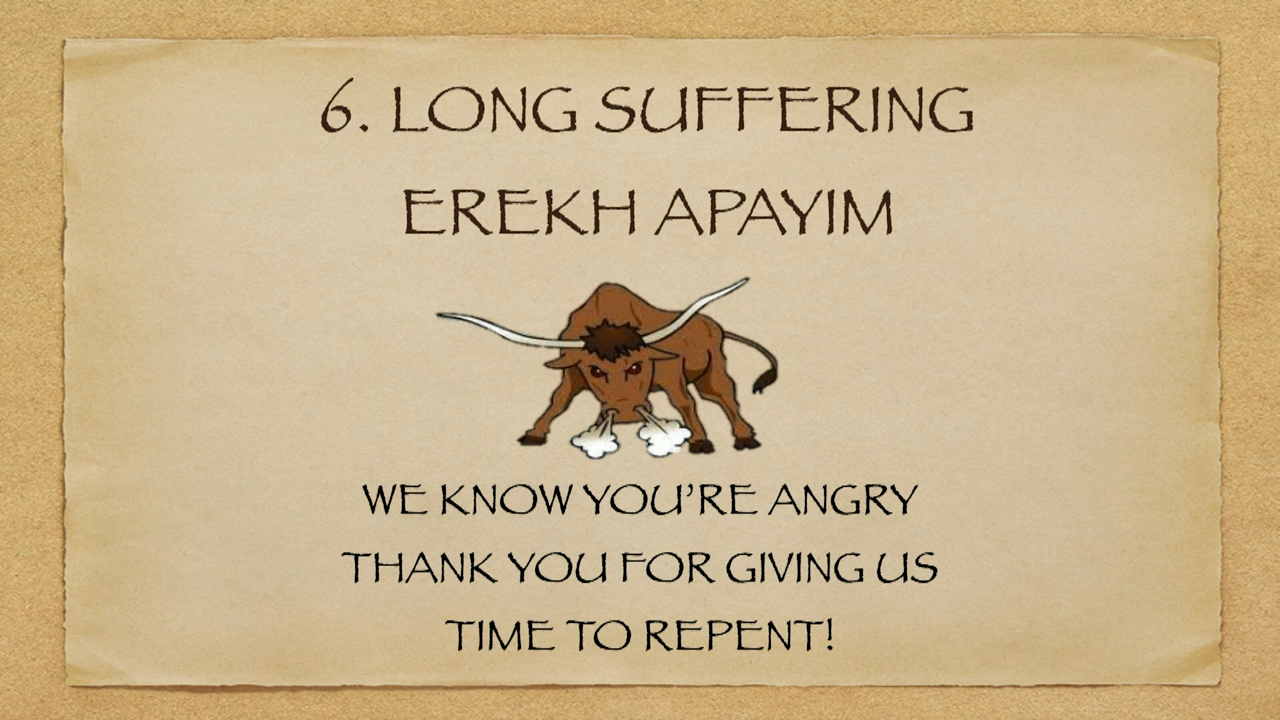 6. LONG SUFFERING
EREKH APAYIM
WE KNOW YOU'RE ANGRY
THANK YOU FOR GIVING US
TIME TO REPENT!